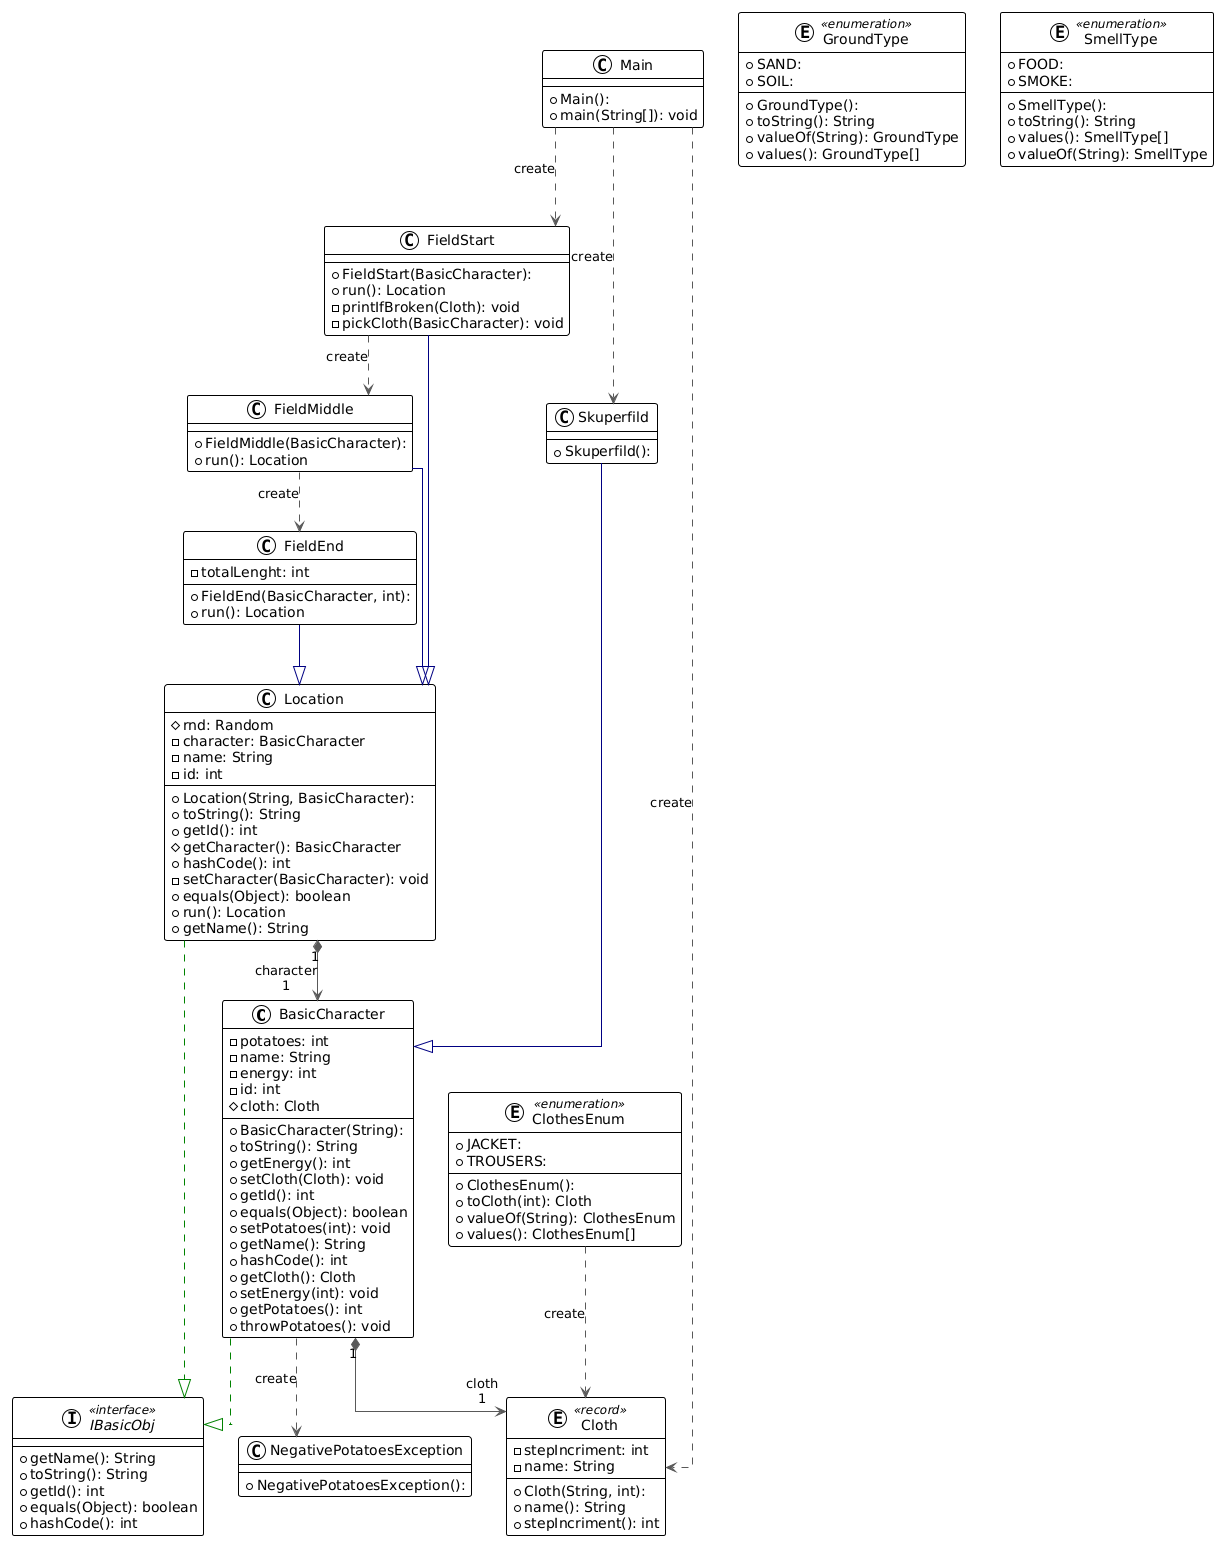 «enumeration»
GroundType
SAND:
SOIL:
GroundType():
toString(): String
valueOf(String): GroundType
values(): GroundType[]
«enumeration»
SmellType
FOOD:
SMOKE:
SmellType():
toString(): String
values(): SmellType[]
valueOf(String): SmellType
Main
Main():
main(String[]): void
create
create
create
FieldStart
FieldStart(BasicCharacter):
run(): Location
printIfBroken(Cloth): void
pickCloth(BasicCharacter): void
create
FieldMiddle
FieldMiddle(BasicCharacter):
run(): Location
Skuperfild
Skuperfild():
create
FieldEnd
totalLenght: int
FieldEnd(BasicCharacter, int):
run(): Location
Location
rnd: Random
character: BasicCharacter
name: String
id: int
Location(String, BasicCharacter):
toString(): String
getId(): int
getCharacter(): BasicCharacter
hashCode(): int
setCharacter(BasicCharacter): void
equals(Object): boolean
run(): Location
getName(): String
1
character
1
BasicCharacter
potatoes: int
name: String
energy: int
id: int
cloth: Cloth
BasicCharacter(String):
toString(): String
getEnergy(): int
setCloth(Cloth): void
getId(): int
equals(Object): boolean
setPotatoes(int): void
getName(): String
hashCode(): int
getCloth(): Cloth
setEnergy(int): void
getPotatoes(): int
throwPotatoes(): void
«enumeration»
ClothesEnum
JACKET:
TROUSERS:
ClothesEnum():
toCloth(int): Cloth
valueOf(String): ClothesEnum
values(): ClothesEnum[]
create
create
1
cloth
1
«interface»
IBasicObj
getName(): String
toString(): String
getId(): int
equals(Object): boolean
hashCode(): int
NegativePotatoesException
NegativePotatoesException():
«record»
Cloth
stepIncriment: int
name: String
Cloth(String, int):
name(): String
stepIncriment(): int